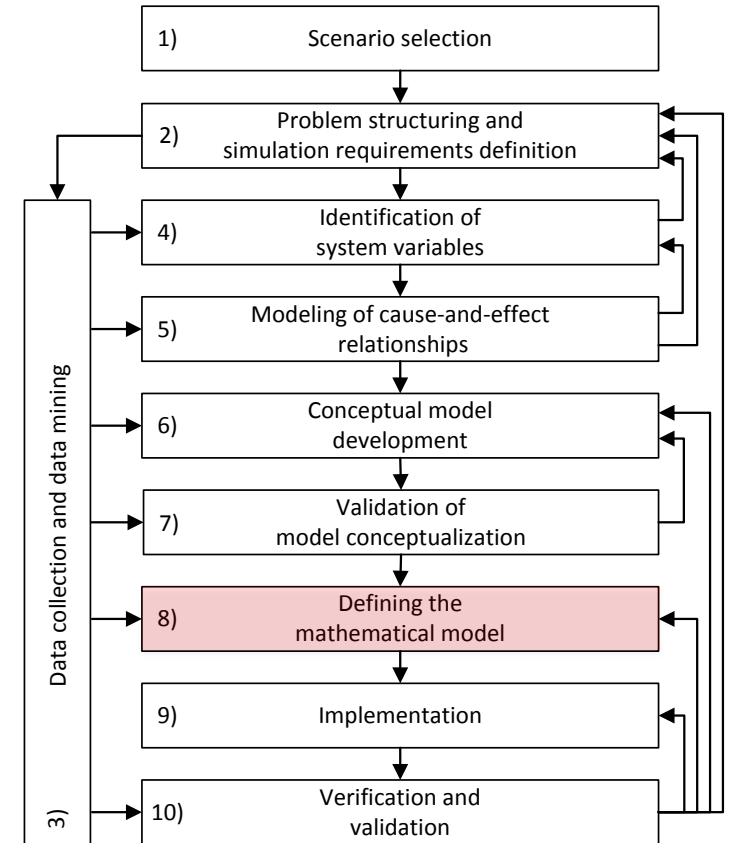 1) Scenario selection
2) Problem structuring and
simulation requirements definition
3) Data collection and data mining
4) Identification of
system variables
5) Modeling of cause-and-effect
relationships
6) Conceptual model
development
7) Validation of
model conceptualization
8) Defining the
mathematical model
9) Implementation
10) Verification and
validation